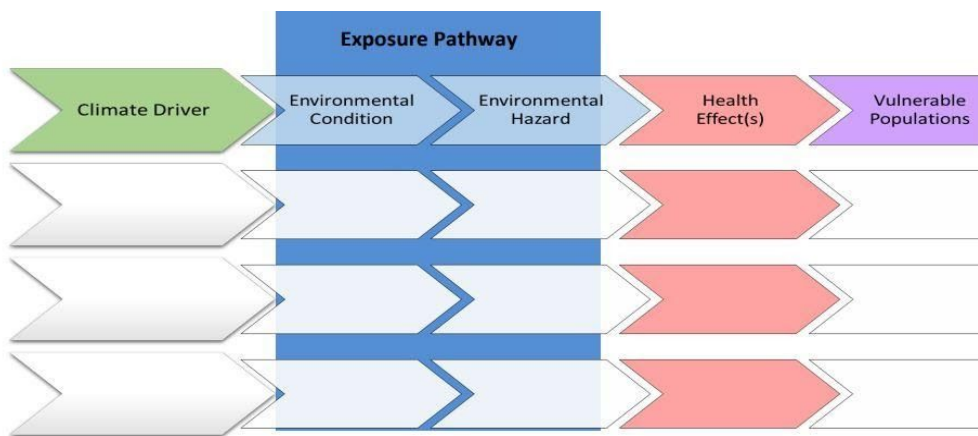 Exposure Pathway
Climate Driver
Environmental
Condition
Environmental
Hazard
Health
Effect(s)
Vulnerable
Populations